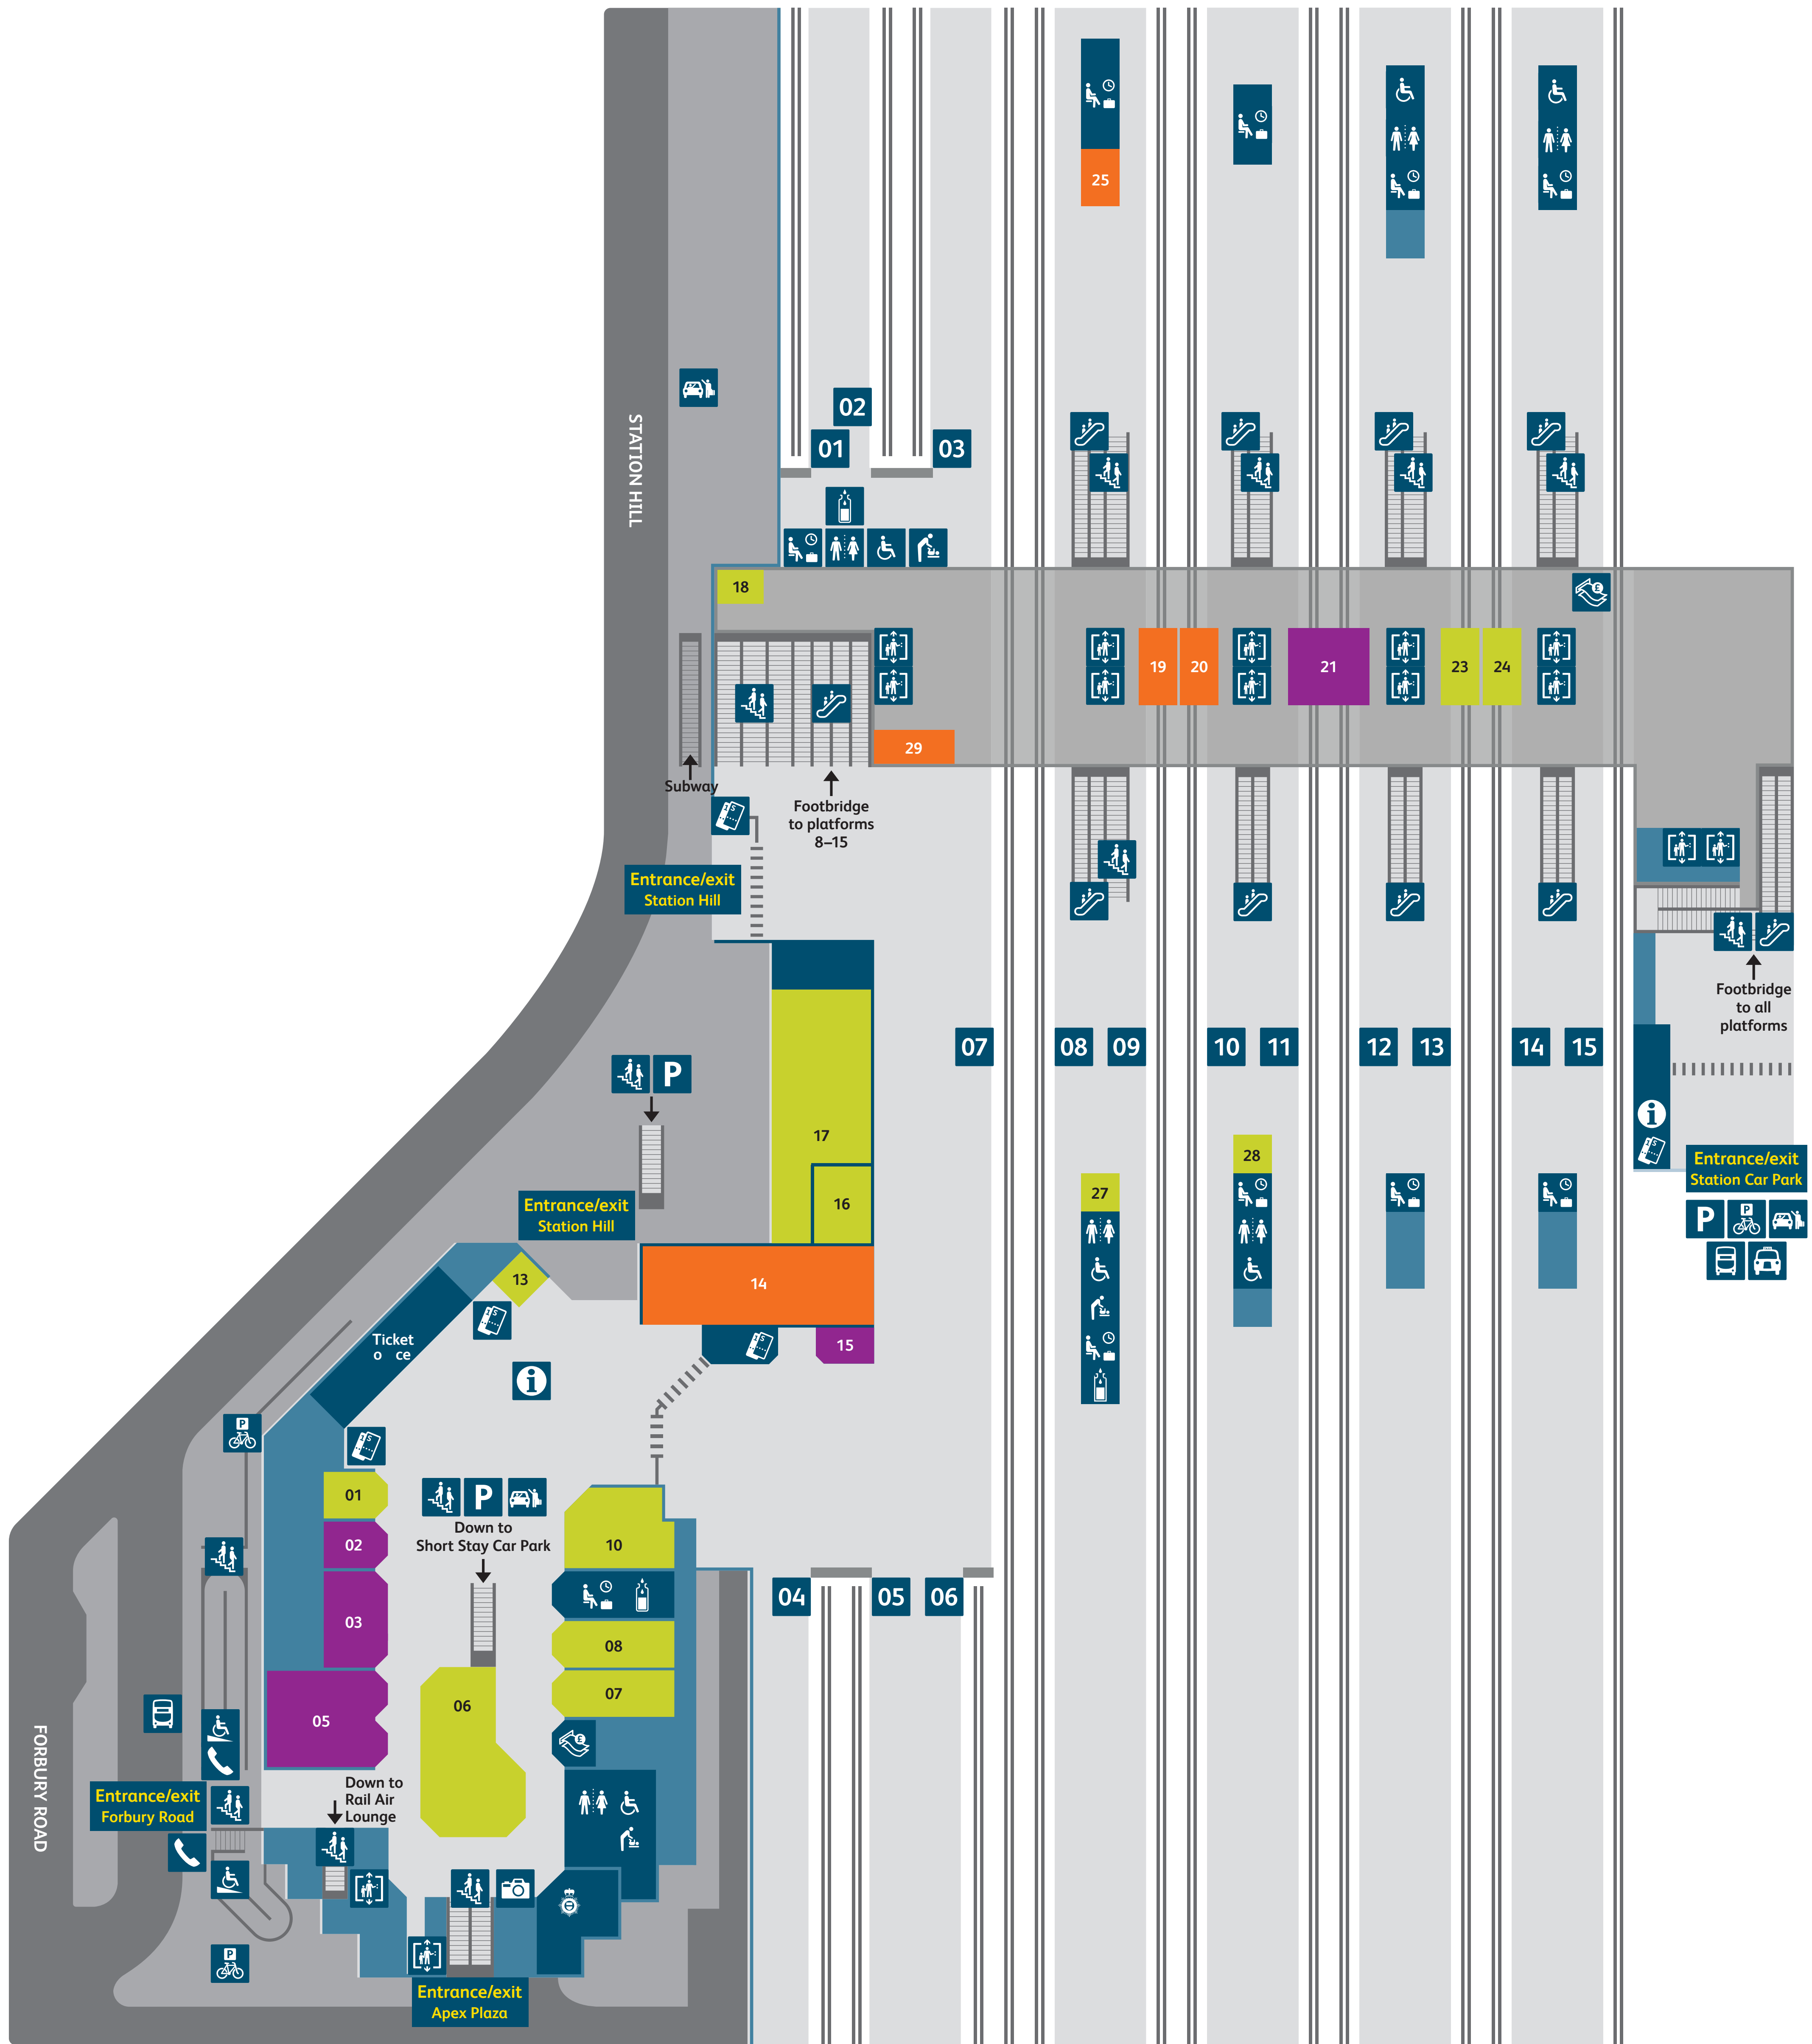 25
STATION HILL
02
01
03
18
19
20
21
23
24
29
Subway
Footbridge
to platforms
8–15
Entrance/exit
Station Hill
Footbridge
to all
platforms
07
08
09
10
11
12
13
14
15
P
17
16
28
27
i
Entrance/exit
Station Car Park
P
P
Entrance/exit
Station Hill
13
14
15
Ticket
o ce
i
P
01
02
03
05
P
Down to
Short Stay Car Park
10
08
07
06
04
05
06
FORBURY ROAD
Entrance/exit
Forbury Road
Down to
Rail Air
Lounge
P
Entrance/exit
Apex Plaza